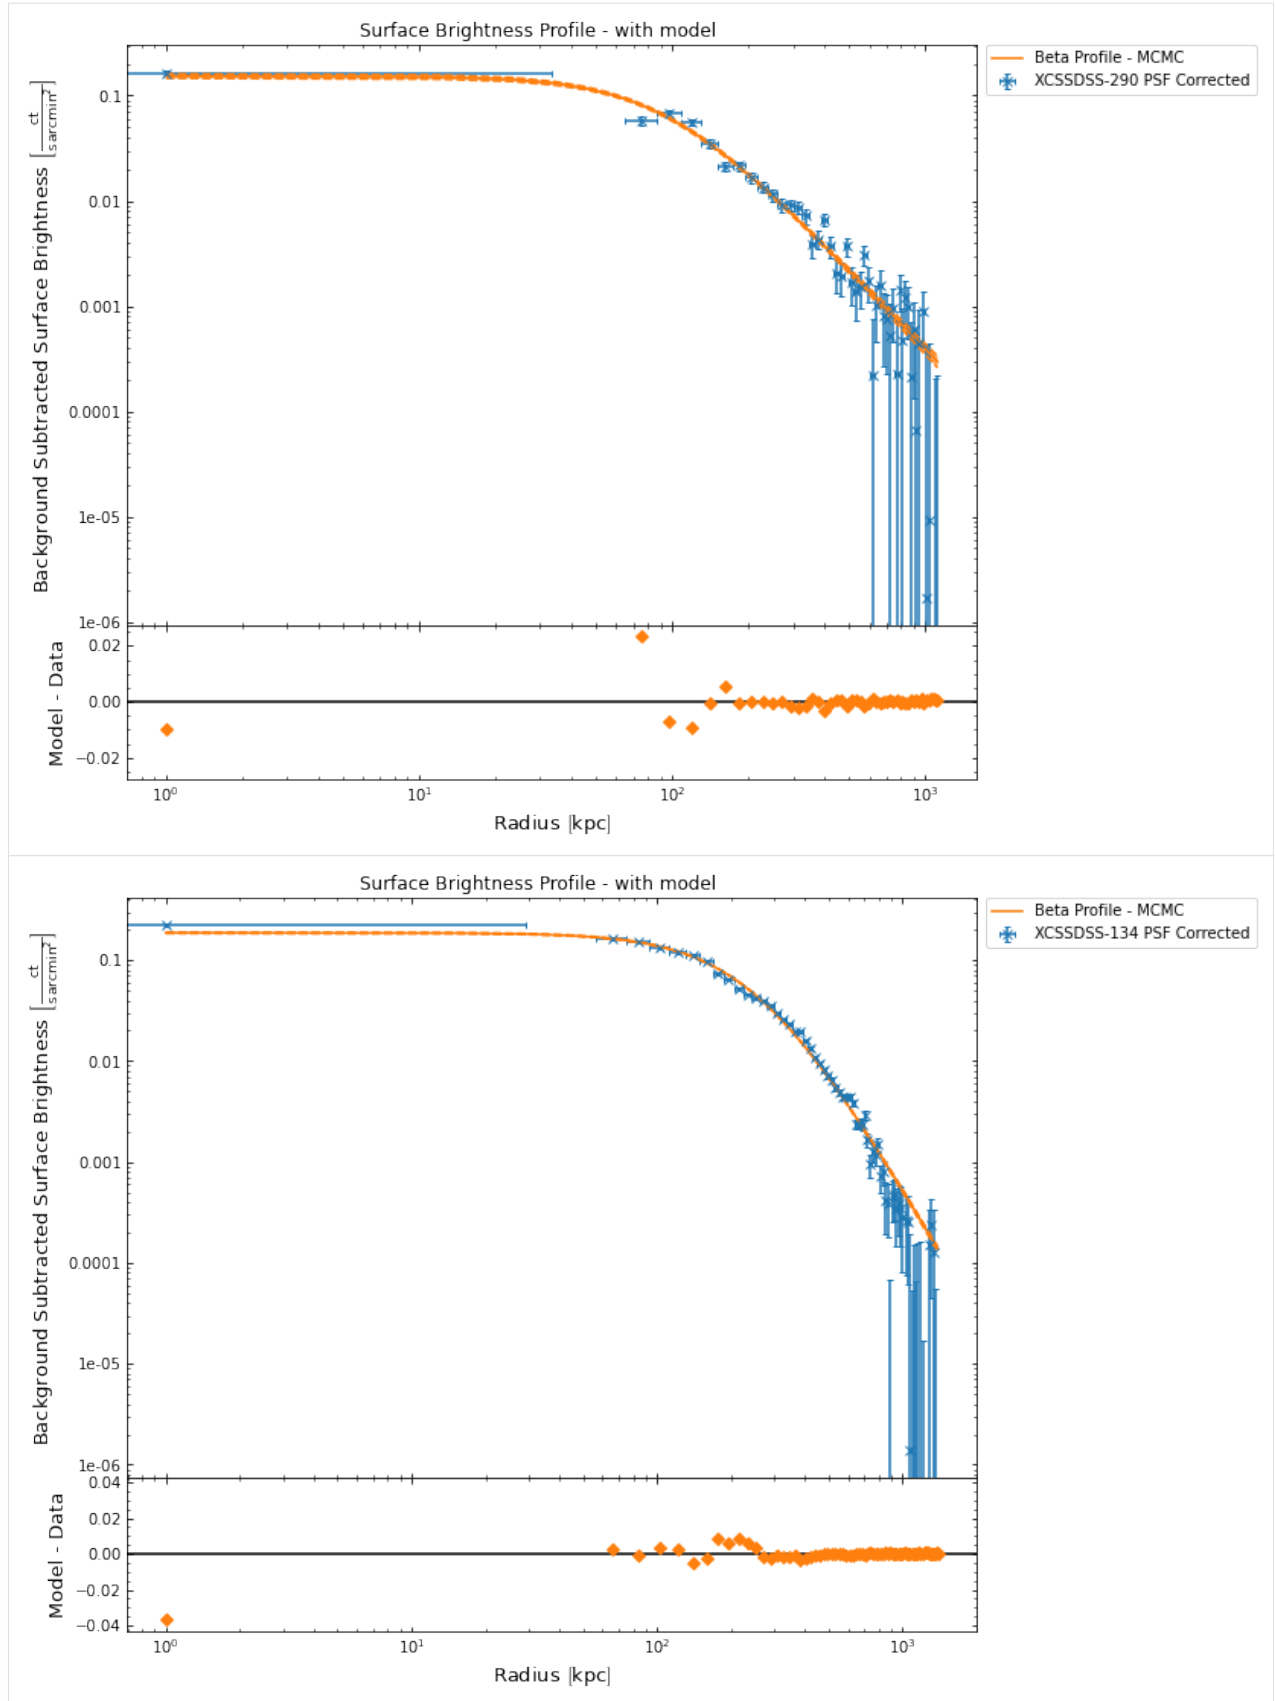 Surface Brightness Profile - with model
Background Subtracted Surface Brightness [ct / s arcmin²]
0.1
0.01
0.001
0.0001
1e-05
1e-06
Beta Profile - MCMC
XCSSDSS-290 PSF Corrected
Model - Data
0.02
0.00
−0.02
10⁰ 10¹ 10² 10³
Radius [kpc]
Surface Brightness Profile - with model
Background Subtracted Surface Brightness [ct / s arcmin²]
0.1
0.01
0.001
0.0001
1e-05
1e-06
Beta Profile - MCMC
XCSSDSS-134 PSF Corrected
Model - Data
0.04
0.02
0.00
−0.02
−0.04
10⁰ 10¹ 10² 10³
Radius [kpc]